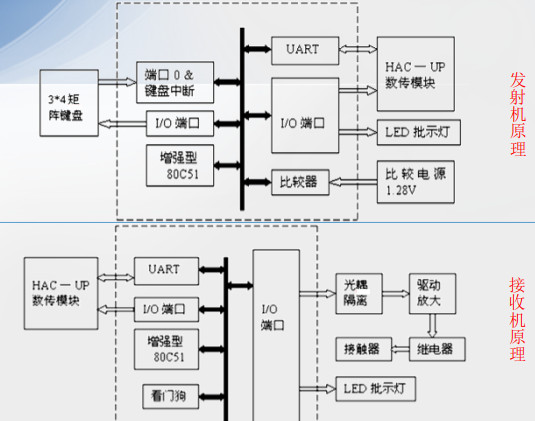 端口 0 &
键盘中断
UART
HAC — UP
数传模块
3*4 矩
阵键盘
I/O 端口
I/O 端口
LED 批示灯
增强型
80C51
比较器
比 较 电 源
1.28V
发射机原理
HAC — UP
数传模块
UART
I/O 端口
增强型
80C51
看门狗
I/O
端口
光耦
隔离
驱动
放大
接触器
继电器
LED 批示灯
接收机原理